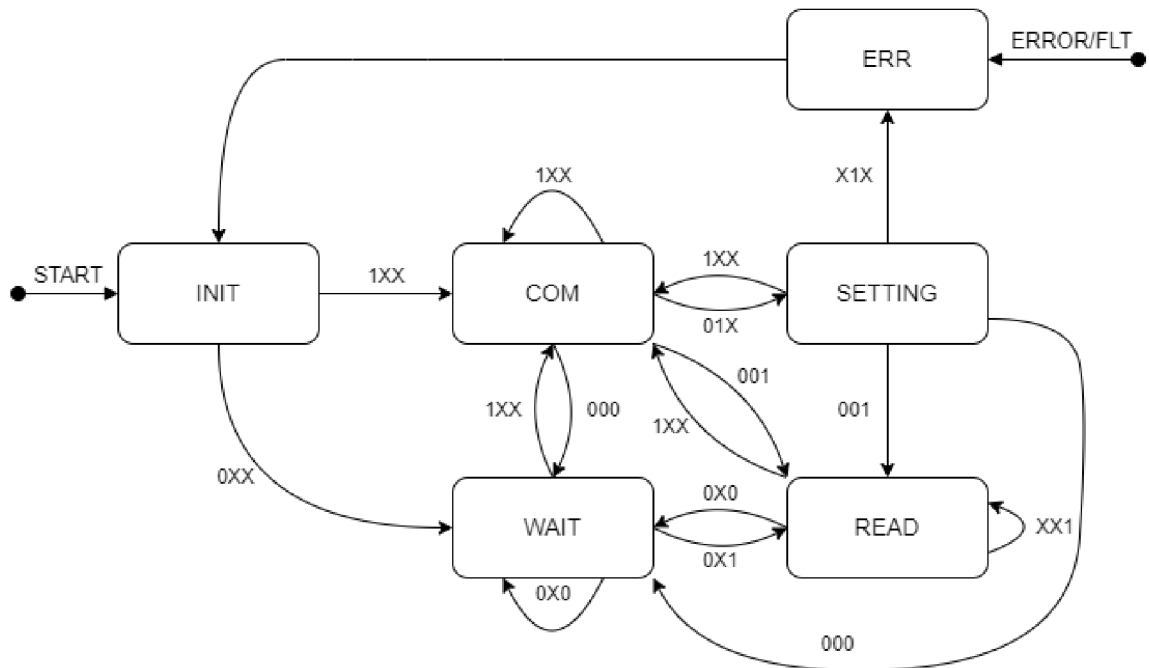 ERROR/FLT
ERR
X1X
1XX
START
INIT
1XX
COM
1XX
01X
SETTING
1XX
000
001
1XX
001
0XX
WAIT
0X0
0X1
READ
XX1
0X0
000